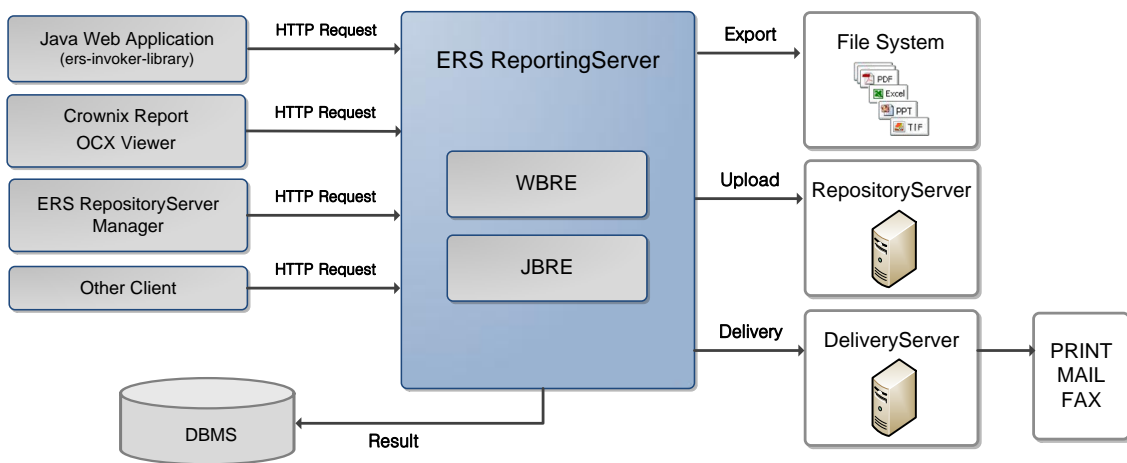 Java Web Application
(ers-invoker-library)
HTTP Request
Crownix Report
OCX Viewer
HTTP Request
ERS RepositoryServer
Manager
HTTP Request
Other Client
HTTP Request
ERS ReportingServer
WBRE
JBRE
Export
File System
PDF
Excel
PPT
TIF
Upload
RepositoryServer
Delivery
DeliveryServer
PRINT
MAIL
FAX
DBMS
Result